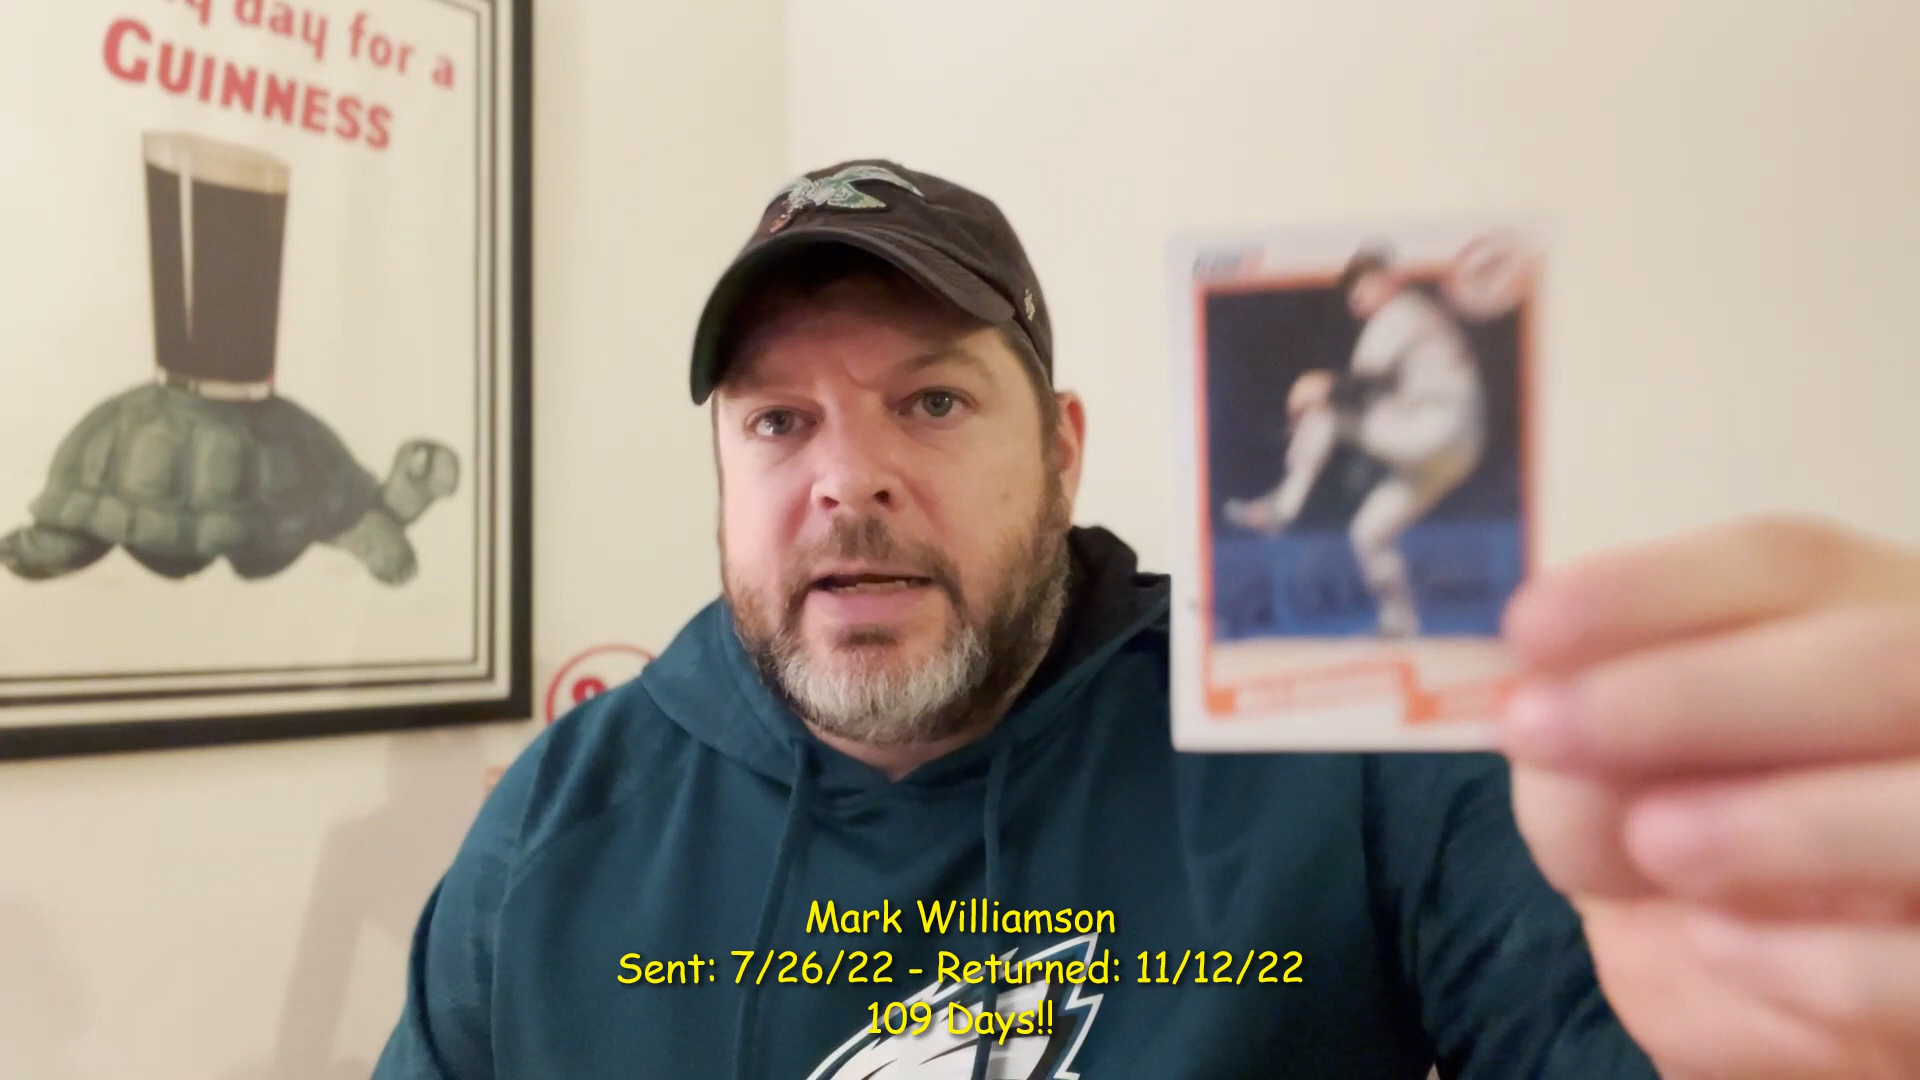 day for a
GUINNESS
Mark Williamson
Sent: 7/26/22 - Returned: 11/12/22
109 Days!!